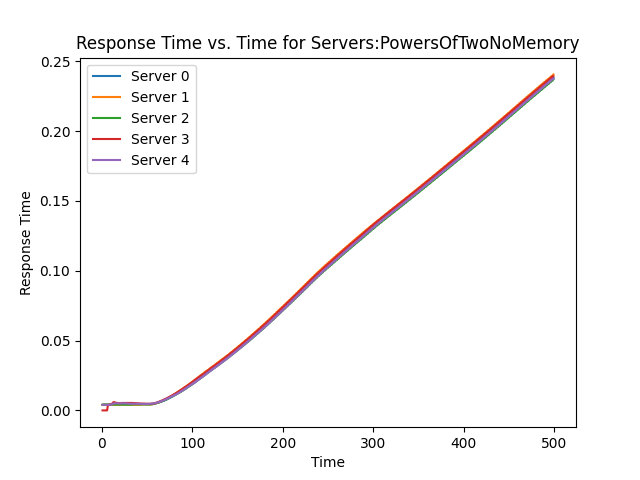 Response Time vs. Time for Servers:PowersOfTwoNoMemory
0.25
0.20
0.15
0.10
0.05
0.00
Response Time
Server 0
Server 1
Server 2
Server 3
Server 4
0 100 200 300 400 500
Time